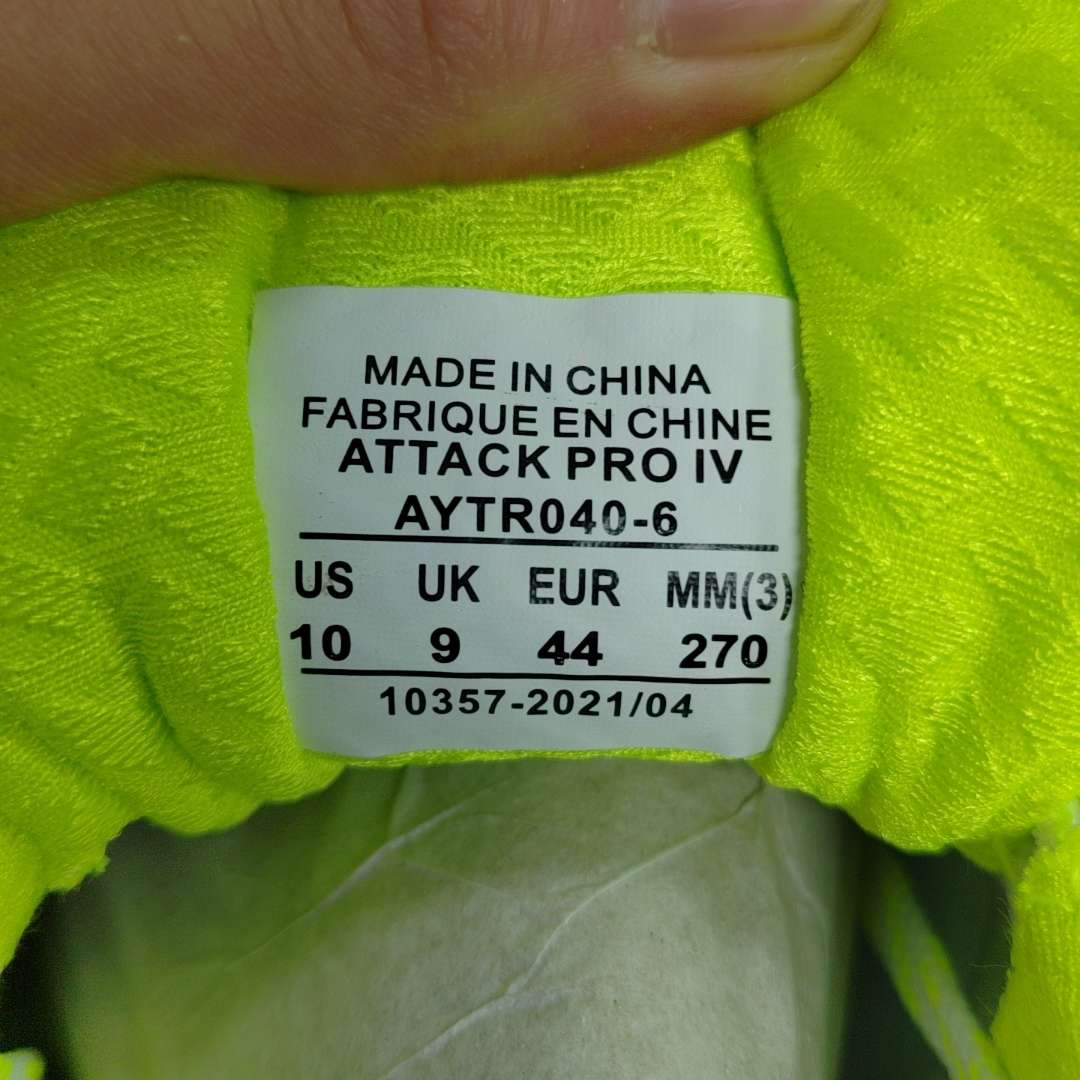 MADE IN CHINA
FABRIQUE EN CHINE
ATTACK PRO IV
AYTR040-6
US UK EUR MM(3)
10 9 44 270
10357-2021/04